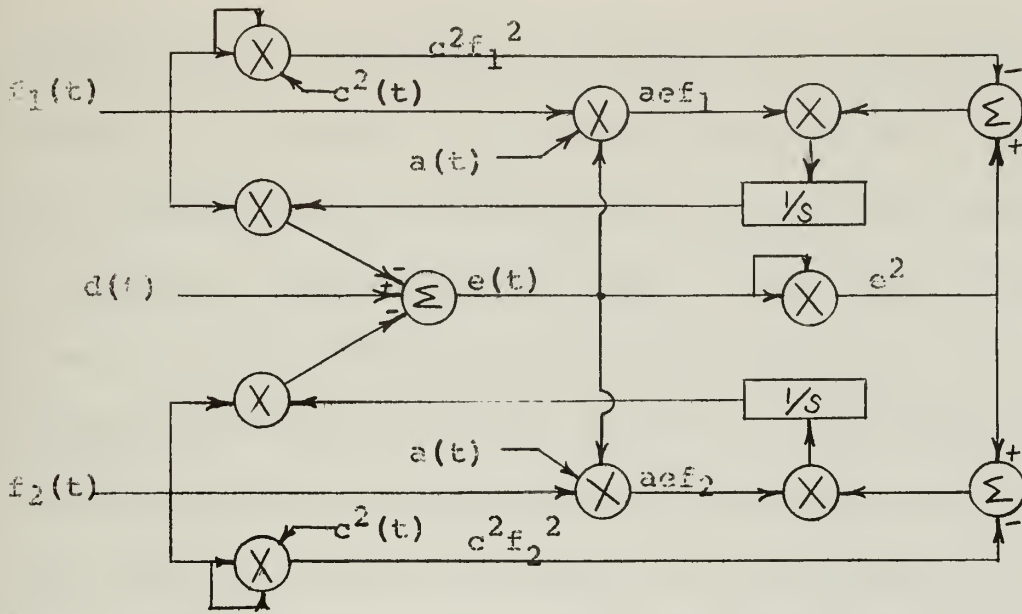 c²f₁²
c²(t)
f₁(t)
aef₁
a(t)
1/s
d(t)
e(t)
e²
Σ
1/s
a(t)
f₂(t)
aef₂
c²(t)
c²f₂²
X
X
X
X
X
X
X
X
X
Σ
Σ
-
+
-
+
-
+
-